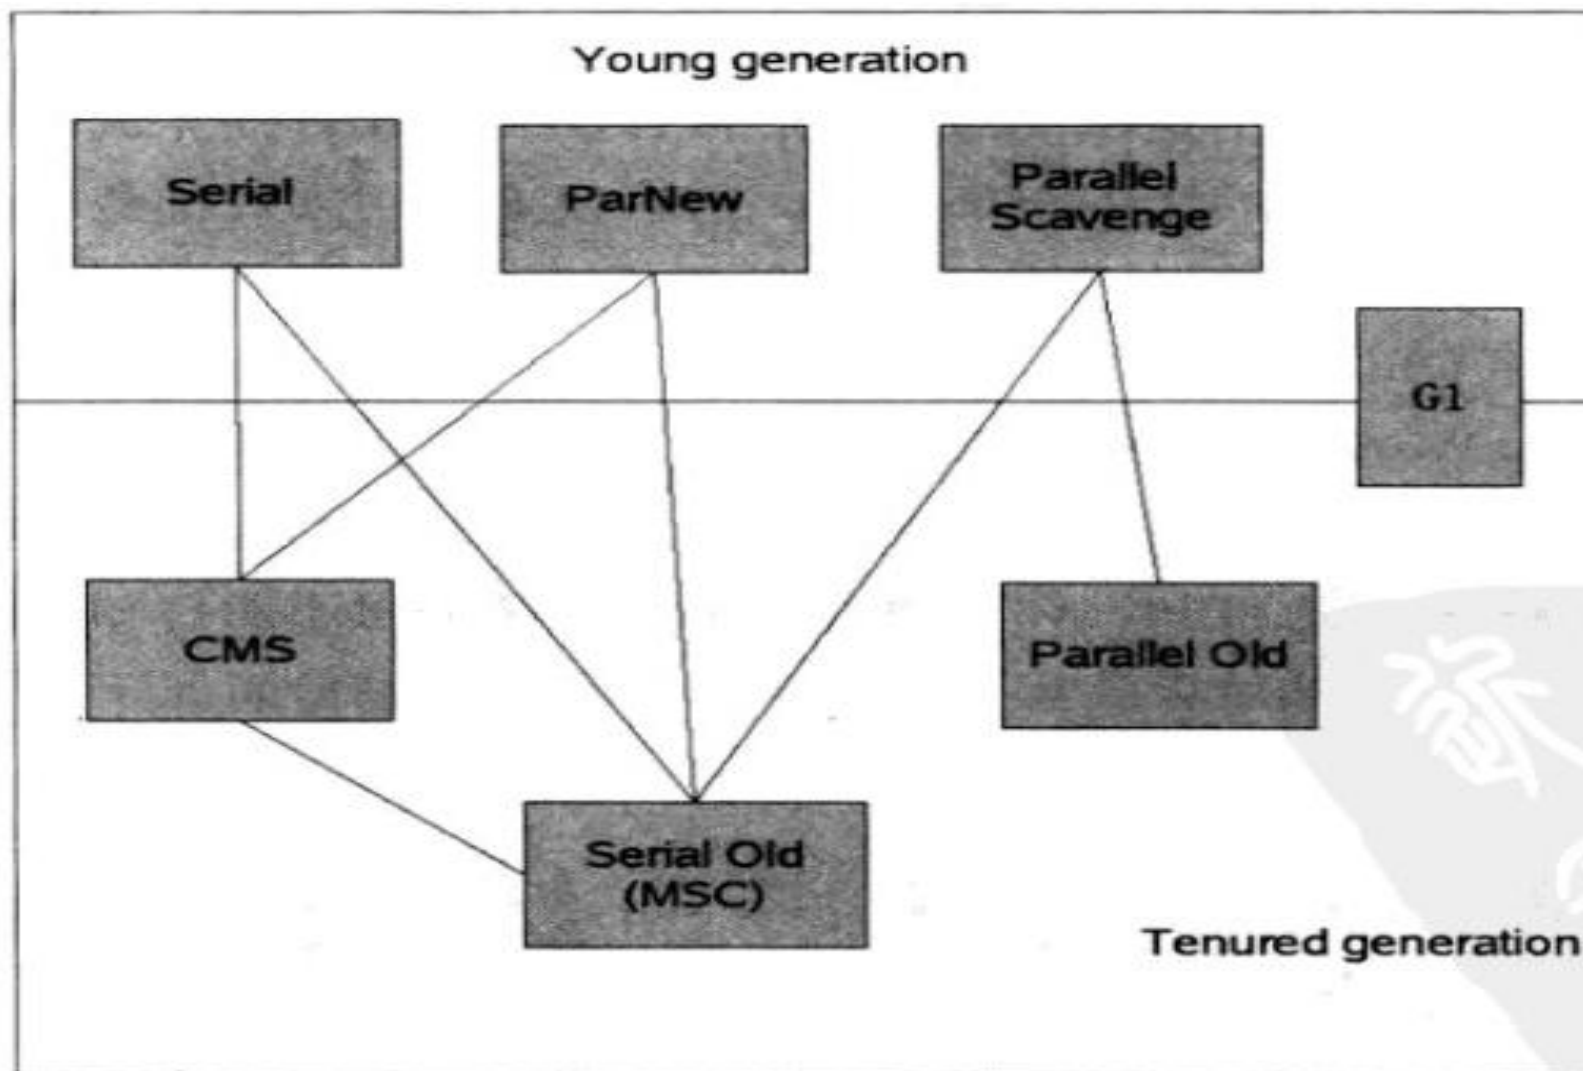 Young generation
Serial
ParNew
Parallel
Scavenge
G1
CMS
Parallel Old
Serial Old
(MSC)
Tenured generation